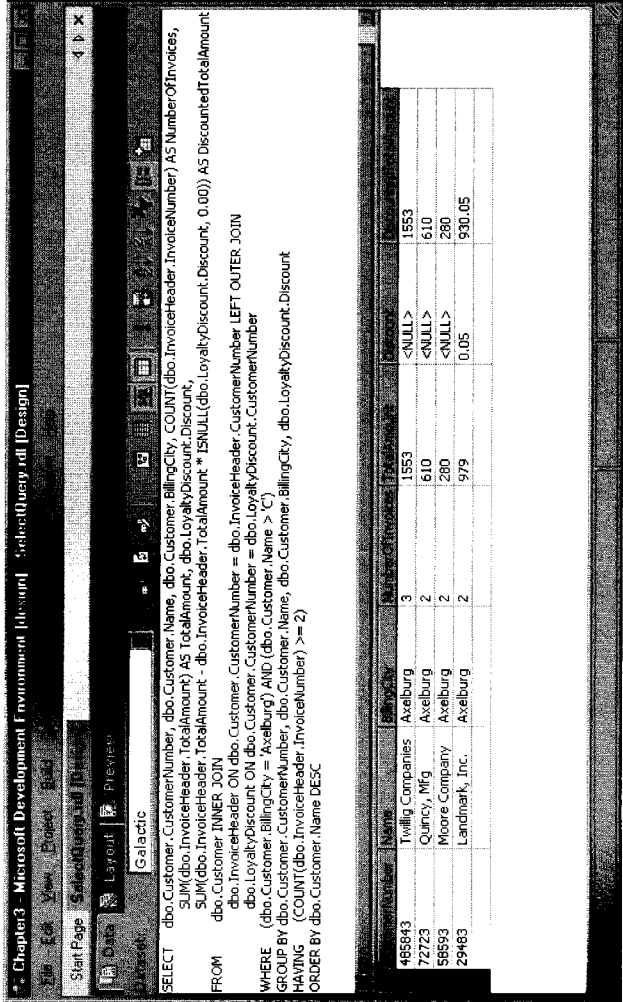 Chapter3 - Microsoft Development Environment [design] - SelectQuery.rdl [Design]
File Edit View Project Build
Start Page SelectQuery.rdl [Design]
Data Layout Preview
Dataset: Galactic
SELECT dbo.Customer.CustomerNumber, dbo.Customer.Name, dbo.Customer.BillingCity, COUNT(dbo.InvoiceHeader.InvoiceNumber) AS NumberOfInvoices,
SUM(dbo.InvoiceHeader.TotalAmount) AS TotalAmount, dbo.LoyaltyDiscount.Discount,
SUM(dbo.InvoiceHeader.TotalAmount - dbo.InvoiceHeader.TotalAmount * ISNULL(dbo.LoyaltyDiscount.Discount, 0.00)) AS DiscountedTotalAmount
FROM dbo.Customer INNER JOIN
dbo.InvoiceHeader ON dbo.Customer.CustomerNumber = dbo.InvoiceHeader.CustomerNumber LEFT OUTER JOIN
dbo.LoyaltyDiscount ON dbo.Customer.CustomerNumber = dbo.LoyaltyDiscount.CustomerNumber
WHERE (dbo.Customer.BillingCity = 'Axelburg') AND (dbo.Customer.Name > 'C')
GROUP BY dbo.Customer.CustomerNumber, dbo.Customer.Name, dbo.Customer.BillingCity, dbo.LoyaltyDiscount.Discount
HAVING (COUNT(dbo.InvoiceHeader.InvoiceNumber) >= 2)
ORDER BY dbo.Customer.Name DESC
Name BillingCity NumberOfInvoices TotalAmount Discount
485843 Twillig Companies Axelburg 3 1553 <NULL> 1553
72723 Quincy, Mfg Axelburg 2 610 <NULL> 610
58593 Moore Company Axelburg 2 280 <NULL> 280
29483 Landmark, Inc. Axelburg 2 979 0.05 930.05